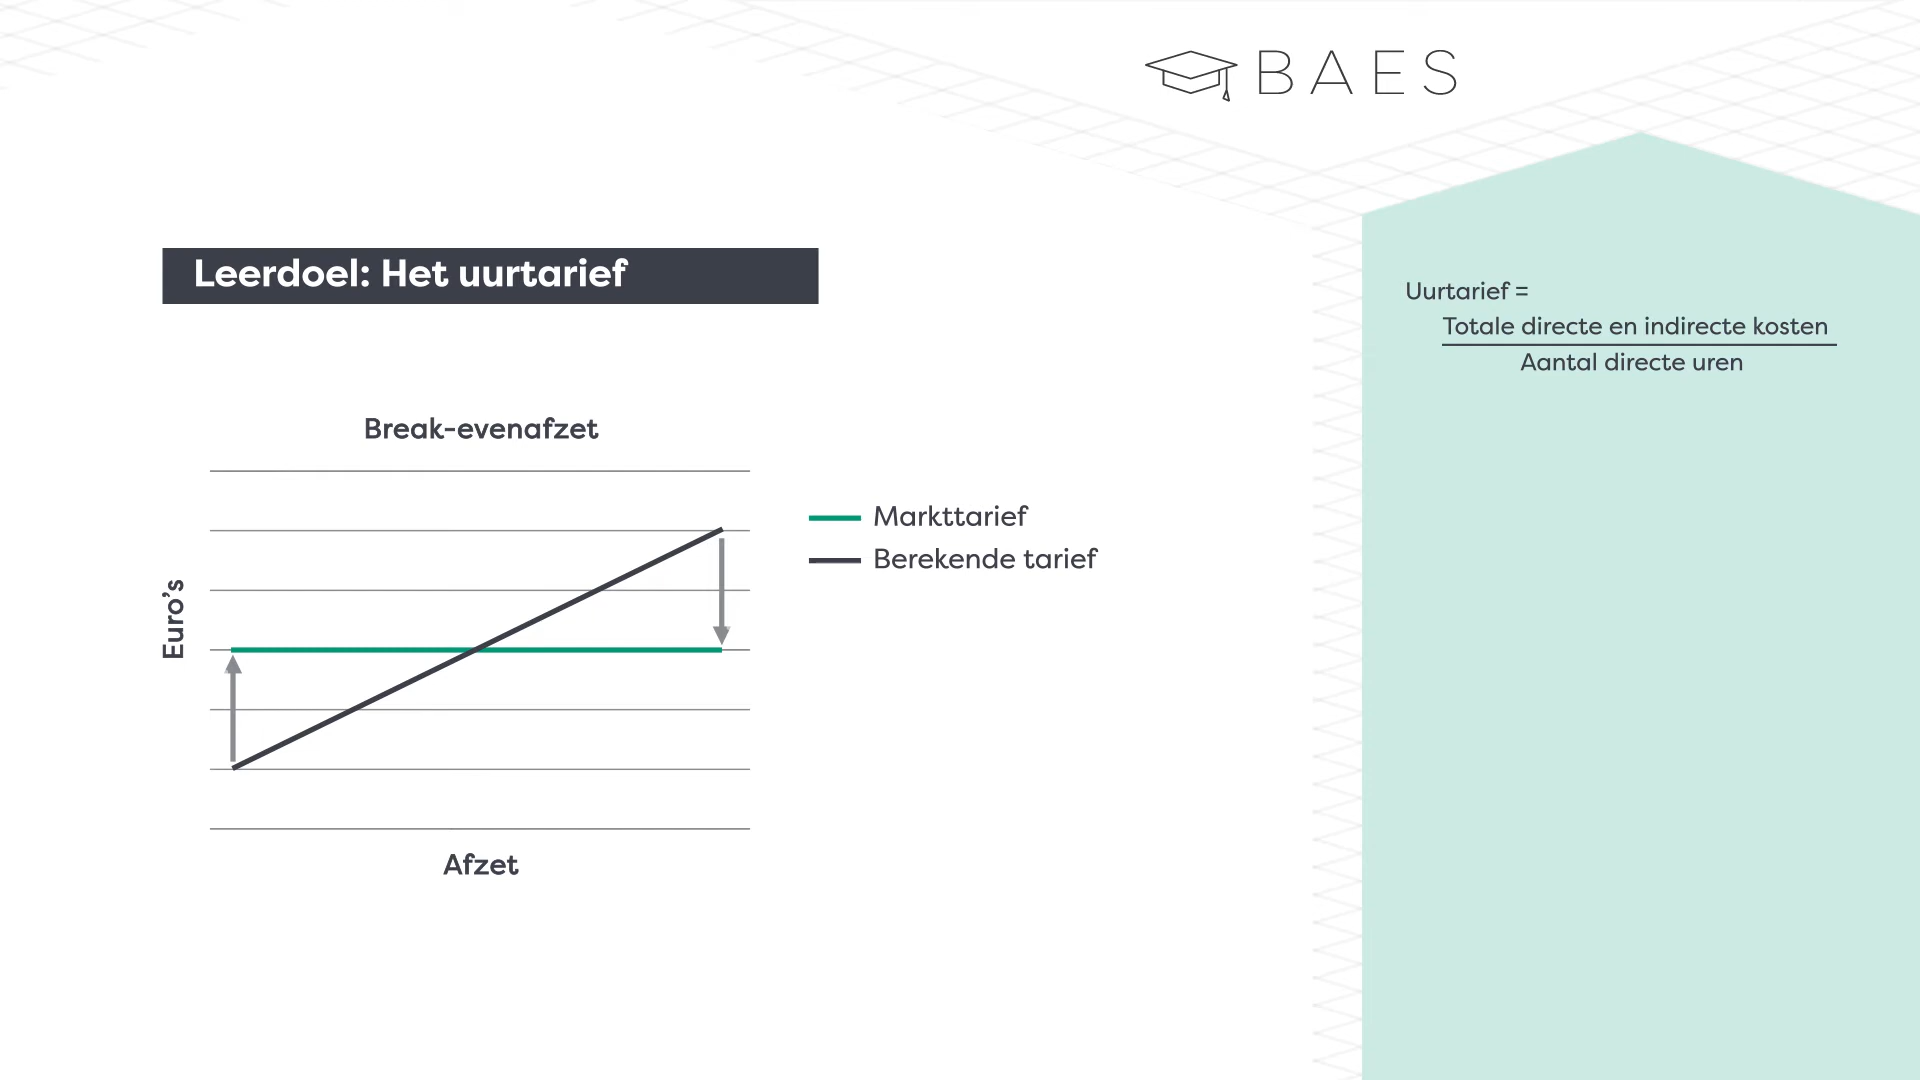 BAES
Leerdoel: Het uurtarief
Uurtarief =
Totale directe en indirecte kosten
Aantal directe uren
Break-evenafzet
Markttarief
Berekende tarief
Euro's
Afzet